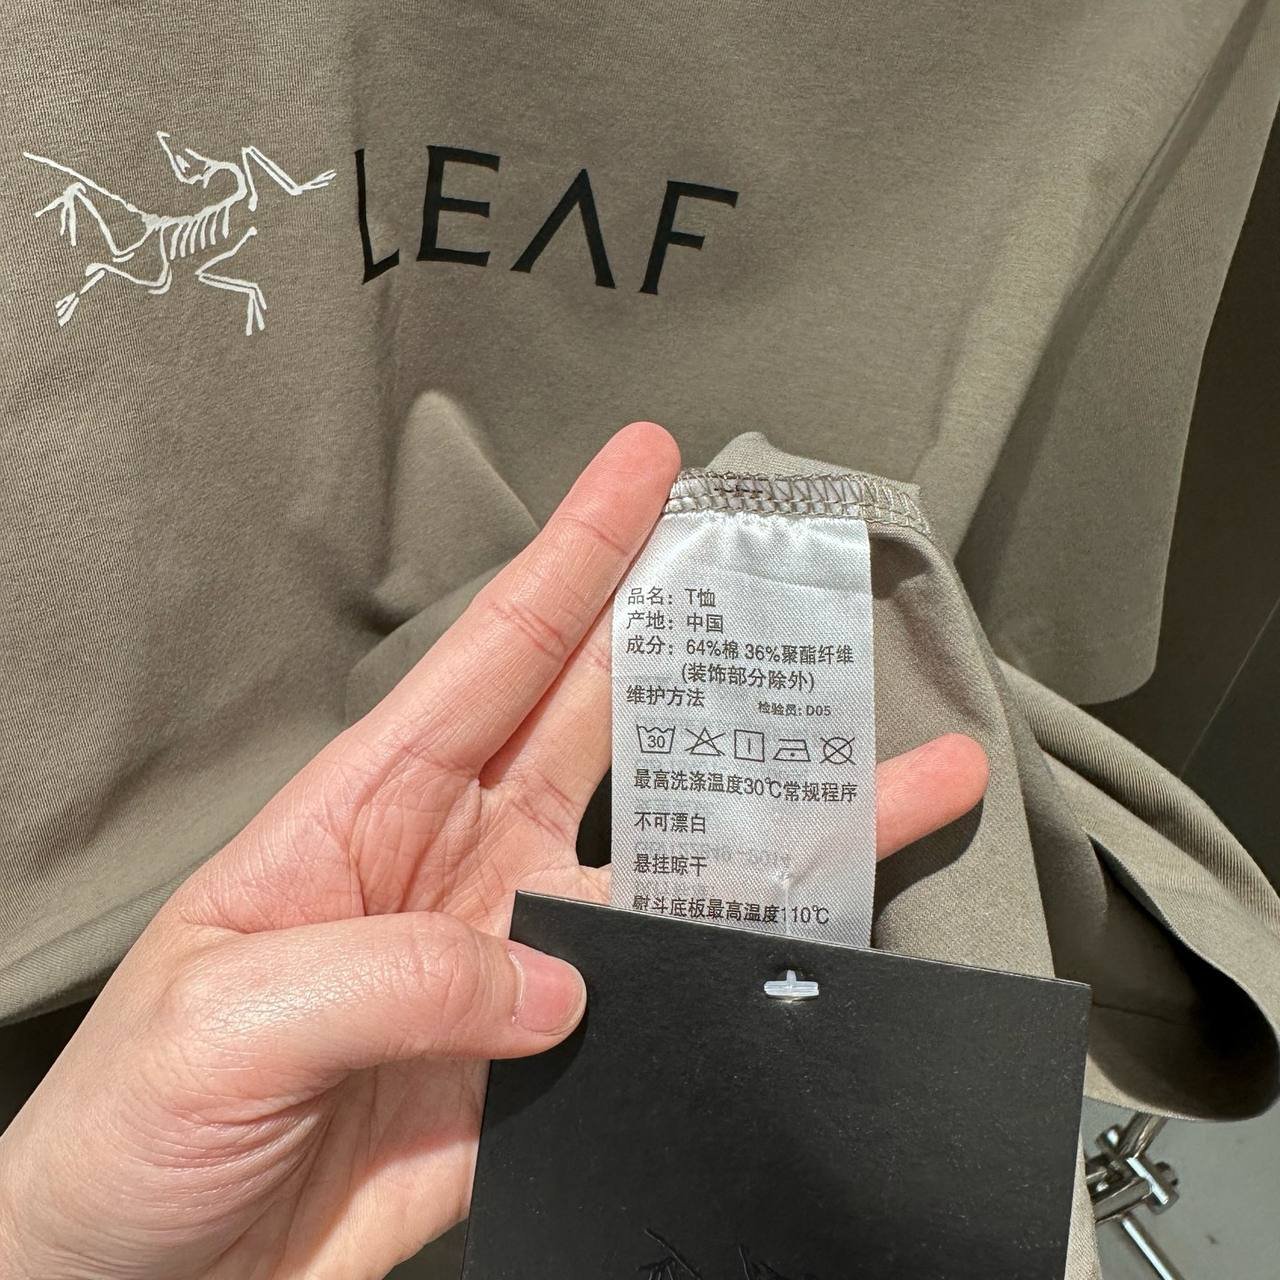 LEAF
品名: T恤
产地: 中国
成分: 64%棉 36%聚酯纤维
(装饰部分除外)
维护方法
检验员: D05
30
最高洗涤温度30℃常规程序
不可漂白
悬挂晾干
熨斗底板最高温度110℃